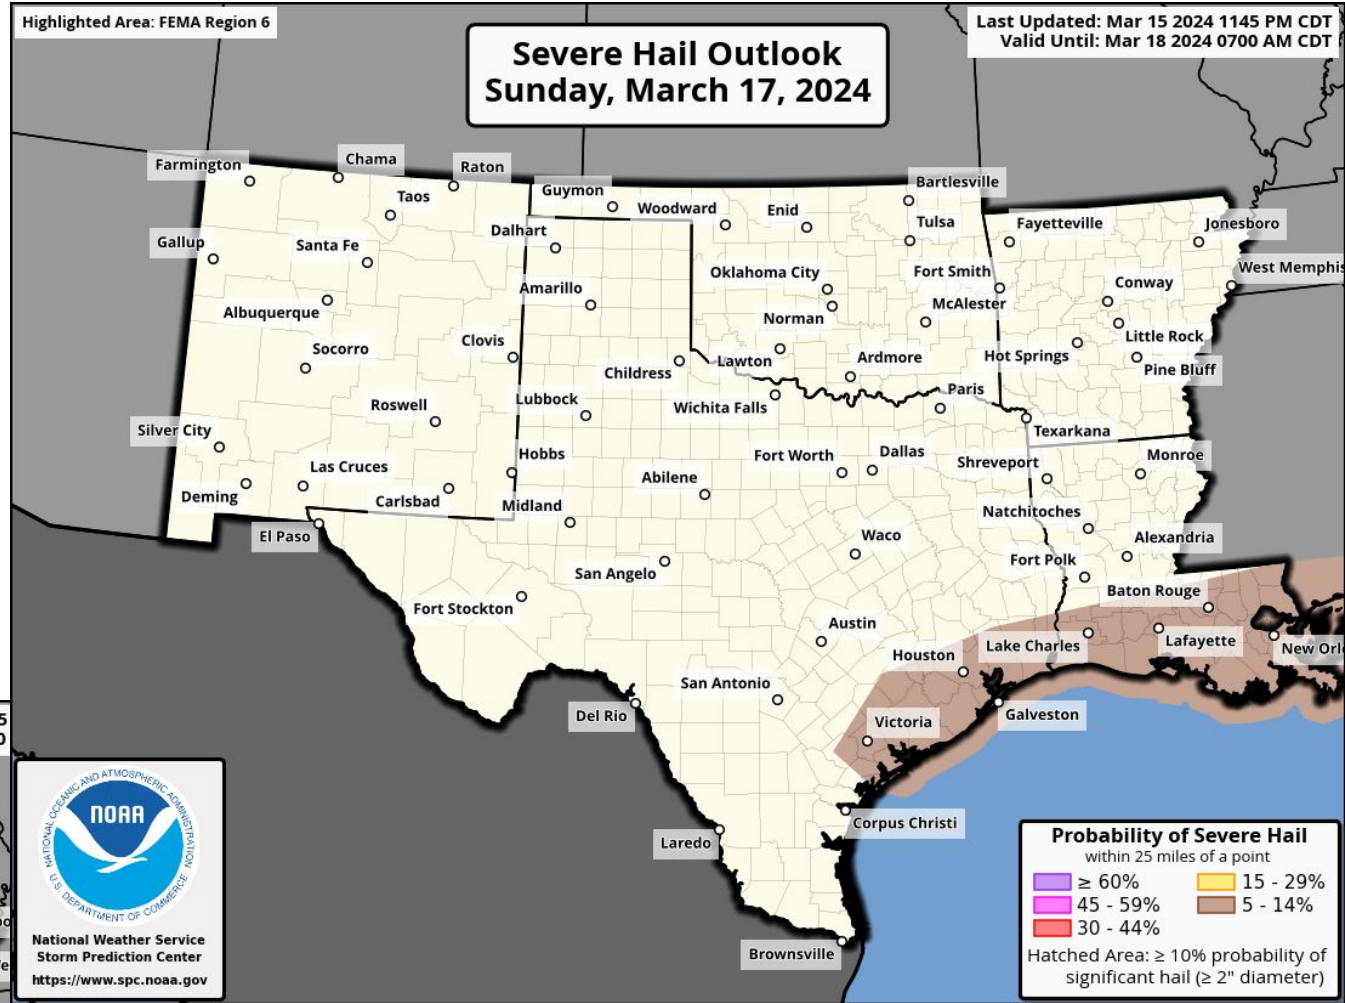 Highlighted Area: FEMA Region 6
Last Updated: Mar 15 2024 1145 PM CDT
Valid Until: Mar 18 2024 0700 AM CDT
Severe Hail Outlook
Sunday, March 17, 2024
Farmington
Chama
Raton
Taos
Guymon
Woodward
Enid
Bartlesville
Tulsa
Fayetteville
Jonesboro
Gallup
Santa Fe
Dalhart
Oklahoma City
Fort Smith
West Memphis
Albuquerque
Amarillo
Norman
McAlester
Conway
Socorro
Clovis
Childress
Lawton
Ardmore
Hot Springs
Little Rock
Pine Bluff
Roswell
Lubbock
Wichita Falls
Paris
Texarkana
Silver City
Las Cruces
Hobbs
Fort Worth
Dallas
Shreveport
Monroe
Deming
Carlsbad
Midland
Abilene
Natchitoches
El Paso
Waco
Alexandria
San Angelo
Fort Polk
Fort Stockton
Baton Rouge
Austin
Houston
Lake Charles
Lafayette
New Orl
San Antonio
Del Rio
Victoria
Galveston
Laredo
Corpus Christi
Brownsville
5
0
NATIONAL OCEANIC AND ATMOSPHERIC ADMINISTRATION
NOAA
U.S. DEPARTMENT OF COMMERCE
National Weather Service
Storm Prediction Center
https://www.spc.noaa.gov
Probability of Severe Hail
within 25 miles of a point
≥ 60%
15 - 29%
45 - 59%
5 - 14%
30 - 44%
Hatched Area: ≥ 10% probability of
significant hail (≥ 2" diameter)